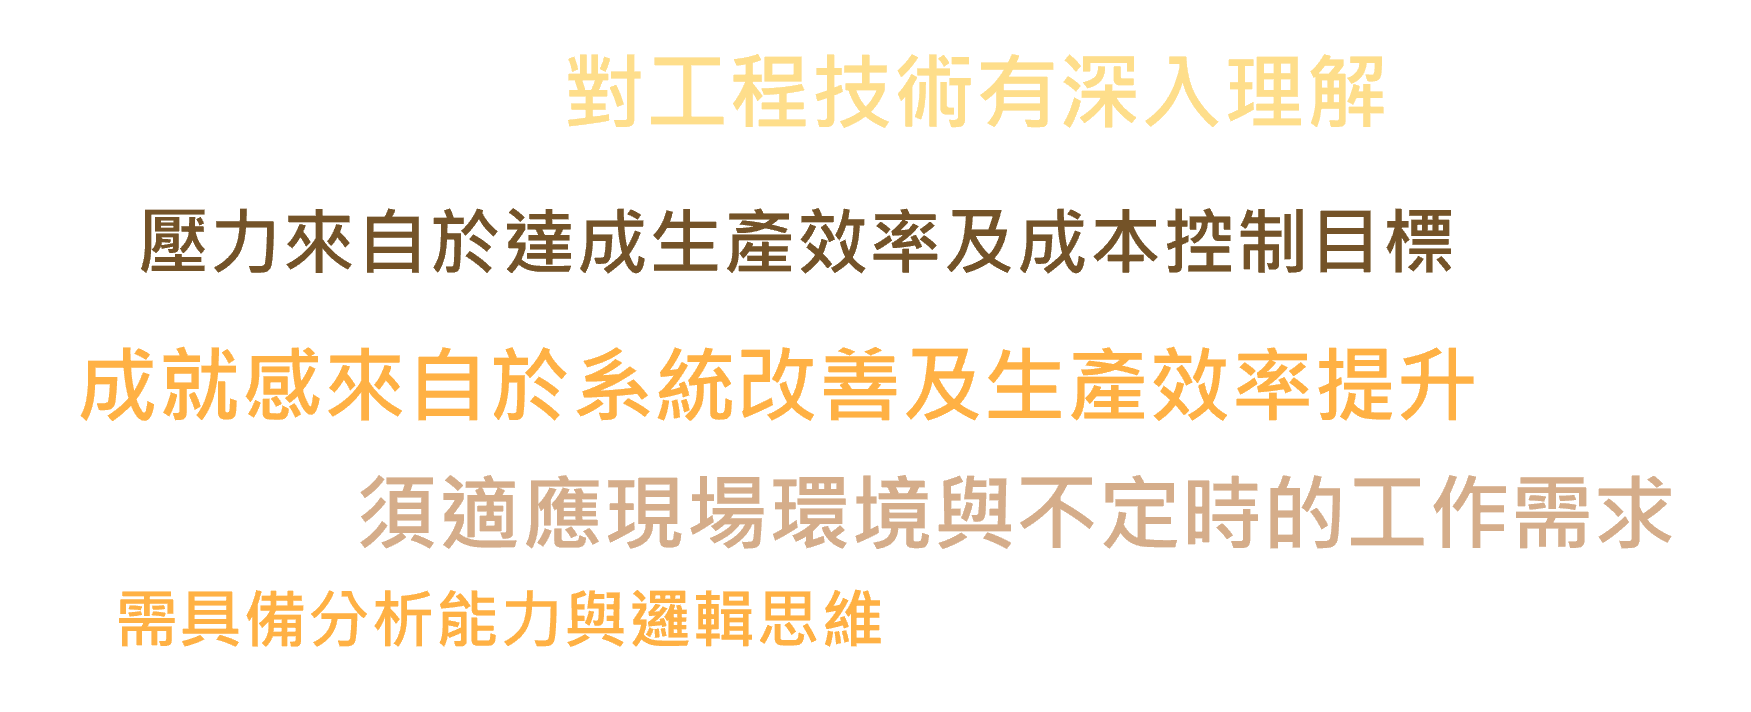 對工程技術有深入理解
壓力來自於達成生產效率及成本控制目標
成就感來自於系統改善及生產效率提升
須適應現場環境與不定時的工作需求
需具備分析能力與邏輯思維